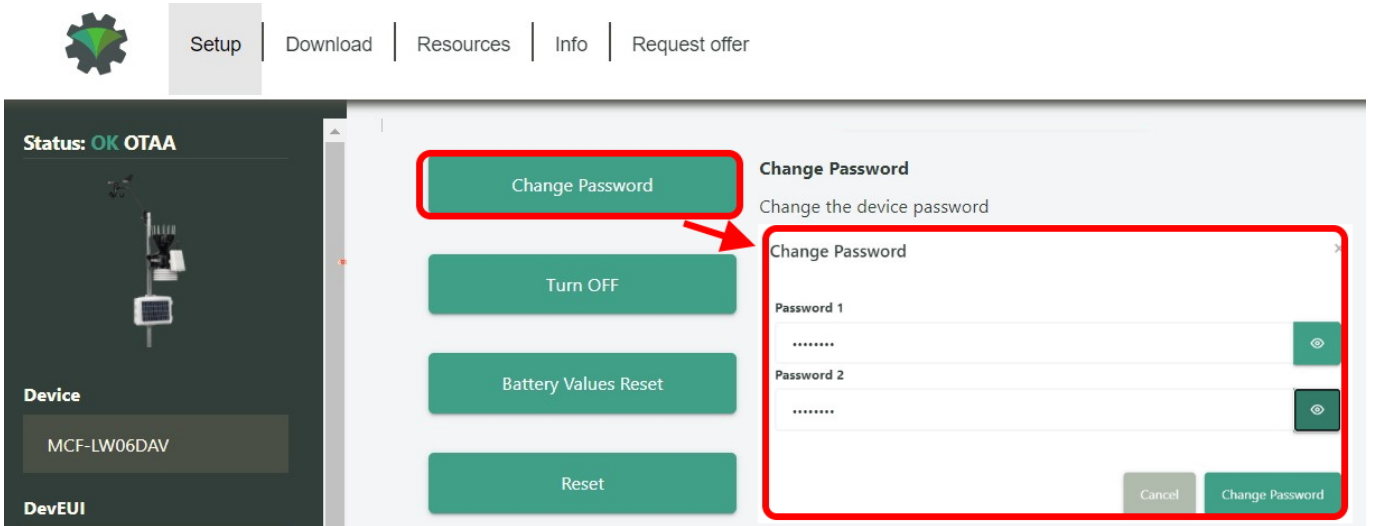 Setup
Download
Resources
Info
Request offer
Status: OK OTAA
Device
MCF-LW06DAV
DevEUI
Change Password
Turn OFF
Battery Values Reset
Reset
Change Password
Change the device password
Change Password
Password 1
........
Password 2
........
Cancel
Change Password